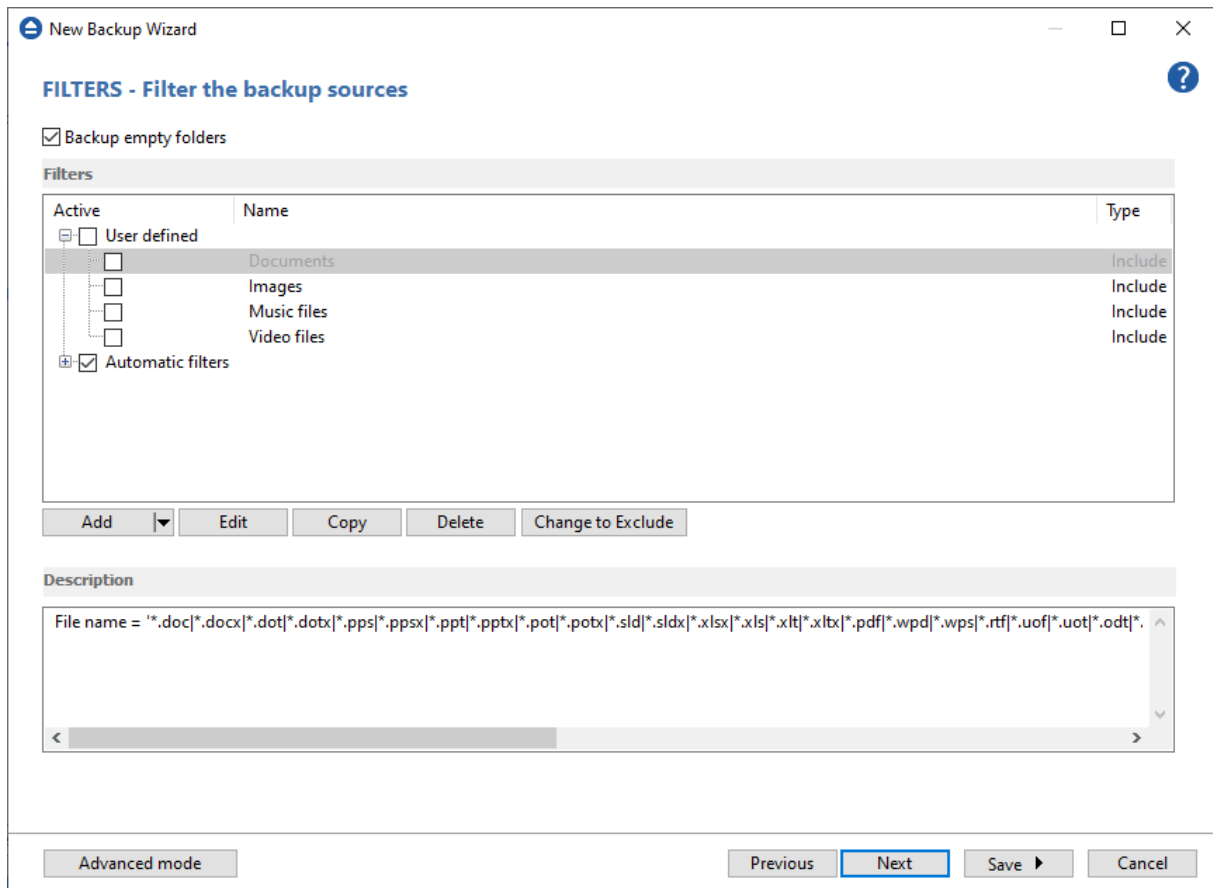 New Backup Wizard
FILTERS - Filter the backup sources
?
Backup empty folders
Filters
Active Name Type
User defined
Documents Include
Images Include
Music files Include
Video files Include
Automatic filters
Add Edit Copy Delete Change to Exclude
Description
File name = '*.doc|*.docx|*.dot|*.dotx|*.pps|*.ppsx|*.ppt|*.pptx|*.pot|*.potx|*.sld|*.sldx|*.xlsx|*.xls|*.xlt|*.xltx|*.pdf|*.wpd|*.wps|*.rtf|*.uof|*.uot|*.odt|*.
Advanced mode Previous Next Save Cancel